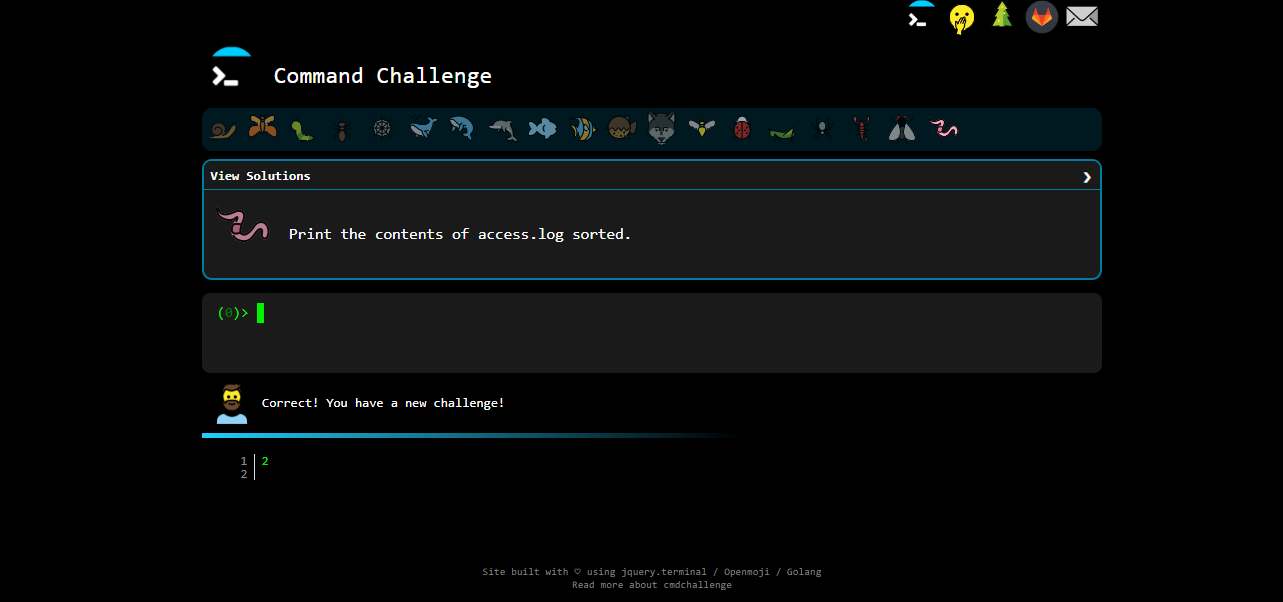 Command Challenge
View Solutions ❯
Print the contents of access.log sorted.
(0)>
Correct! You have a new challenge!
1 2
2
Site built with ♡ using jquery.terminal / Openmoji / Golang
Read more about cmdchallenge